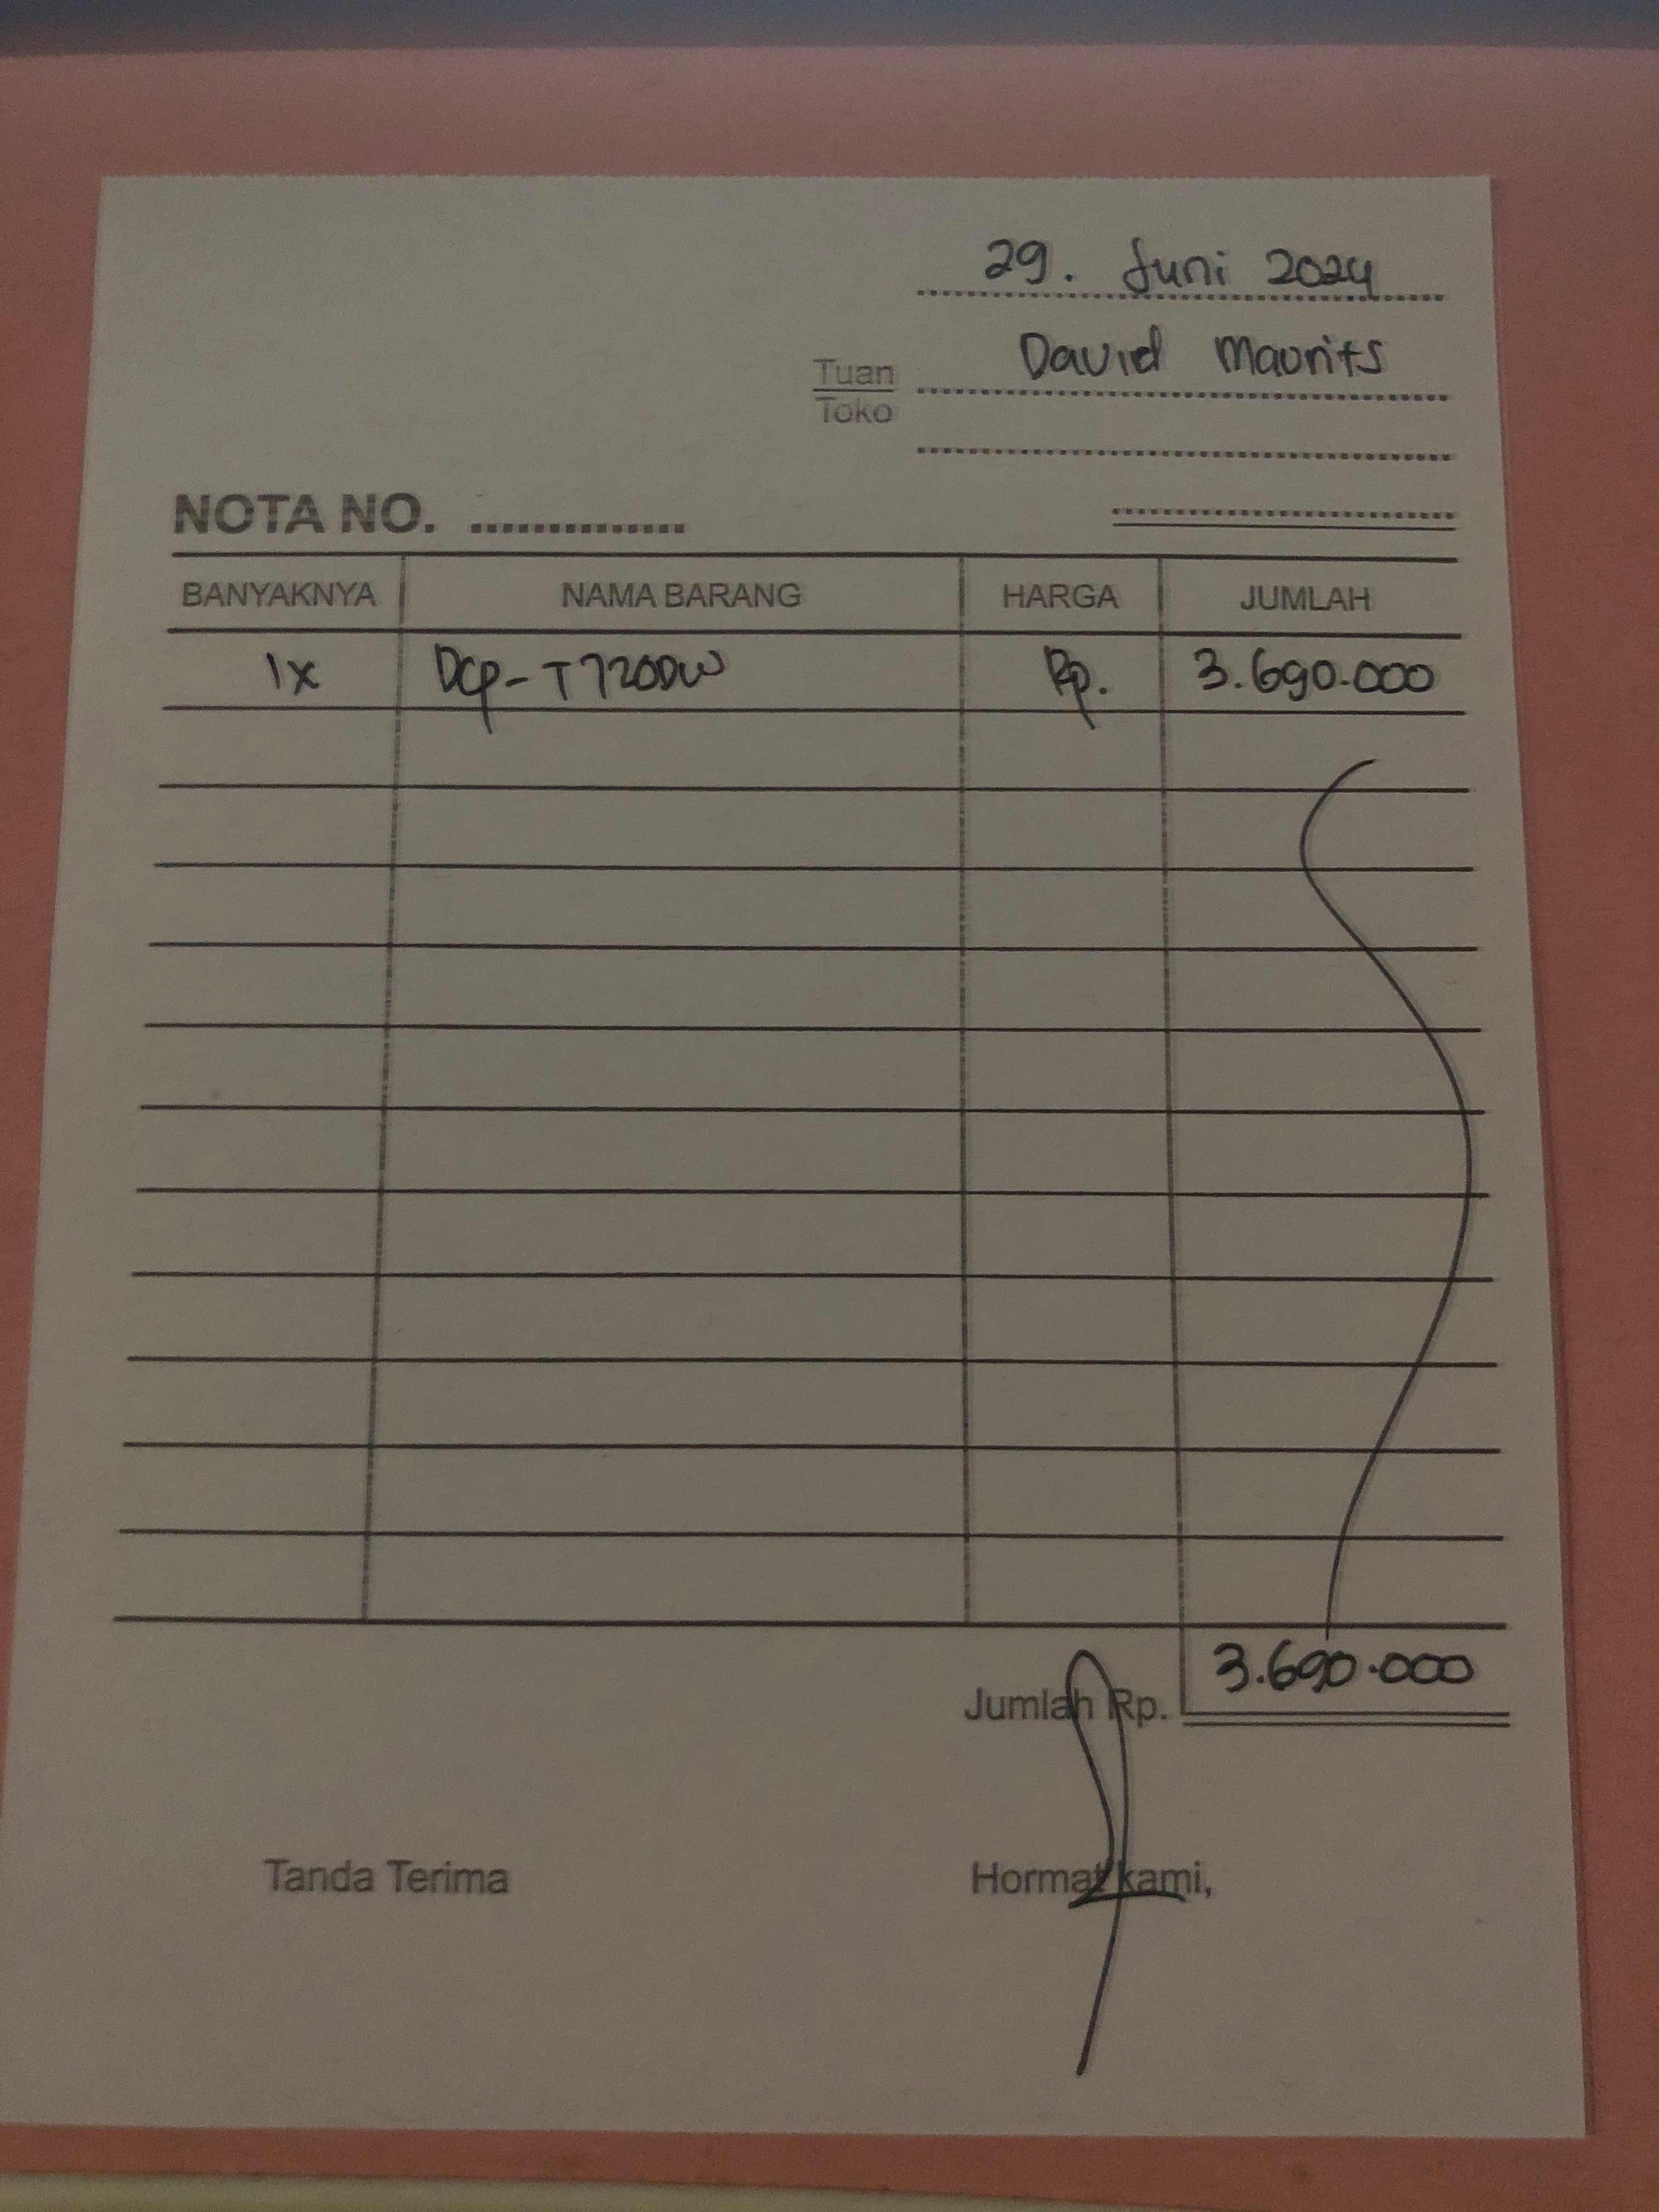 29. Juni 2024
Tuan David Maurits
Toko
NOTA NO. ..............
BANYAKNYA NAMA BARANG HARGA JUMLAH
1x DCP-T720DW Rp. 3.690.000
Jumlah Rp. 3.690.000
Tanda Terima Hormat kami,